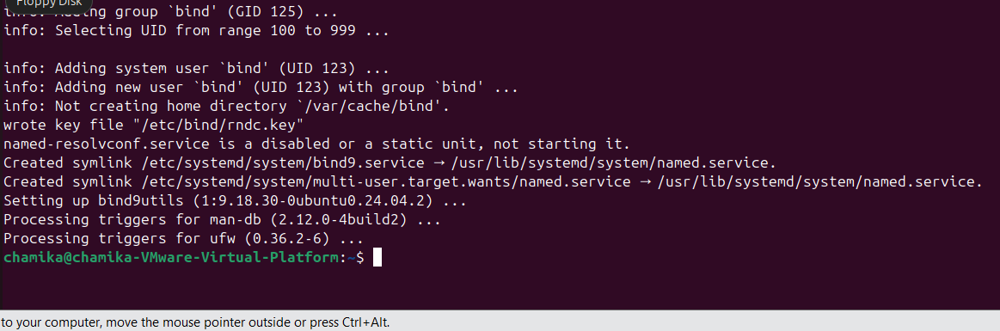 Floppy Disk
info: Adding group `bind' (GID 125) ...
info: Selecting UID from range 100 to 999 ...
info: Adding system user `bind' (UID 123) ...
info: Adding new user `bind' (UID 123) with group `bind' ...
info: Not creating home directory `/var/cache/bind'.
wrote key file "/etc/bind/rndc.key"
named-resolvconf.service is a disabled or a static unit, not starting it.
Created symlink /etc/systemd/system/bind9.service → /usr/lib/systemd/system/named.service.
Created symlink /etc/systemd/system/multi-user.target.wants/named.service → /usr/lib/systemd/system/named.service.
Setting up bind9utils (1:9.18.30-0ubuntu0.24.04.2) ...
Processing triggers for man-db (2.12.0-4build2) ...
Processing triggers for ufw (0.36.2-6) ...
chamika@chamika-VMware-Virtual-Platform:~$
to your computer, move the mouse pointer outside or press Ctrl+Alt.